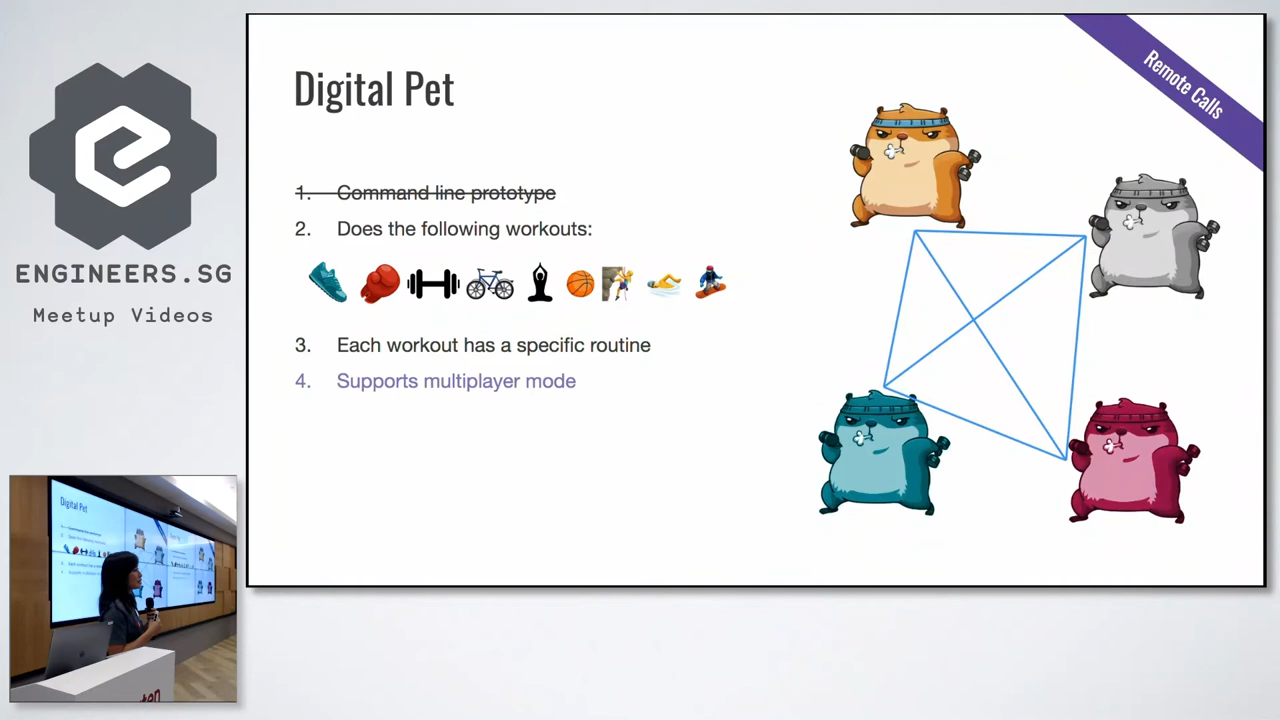 ENGINEERS.SG
Meetup Videos
Digital Pet
Remote Calls
1. Command line prototype
2. Does the following workouts:
3. Each workout has a specific routine
4. Supports multiplayer mode
Digital Pet